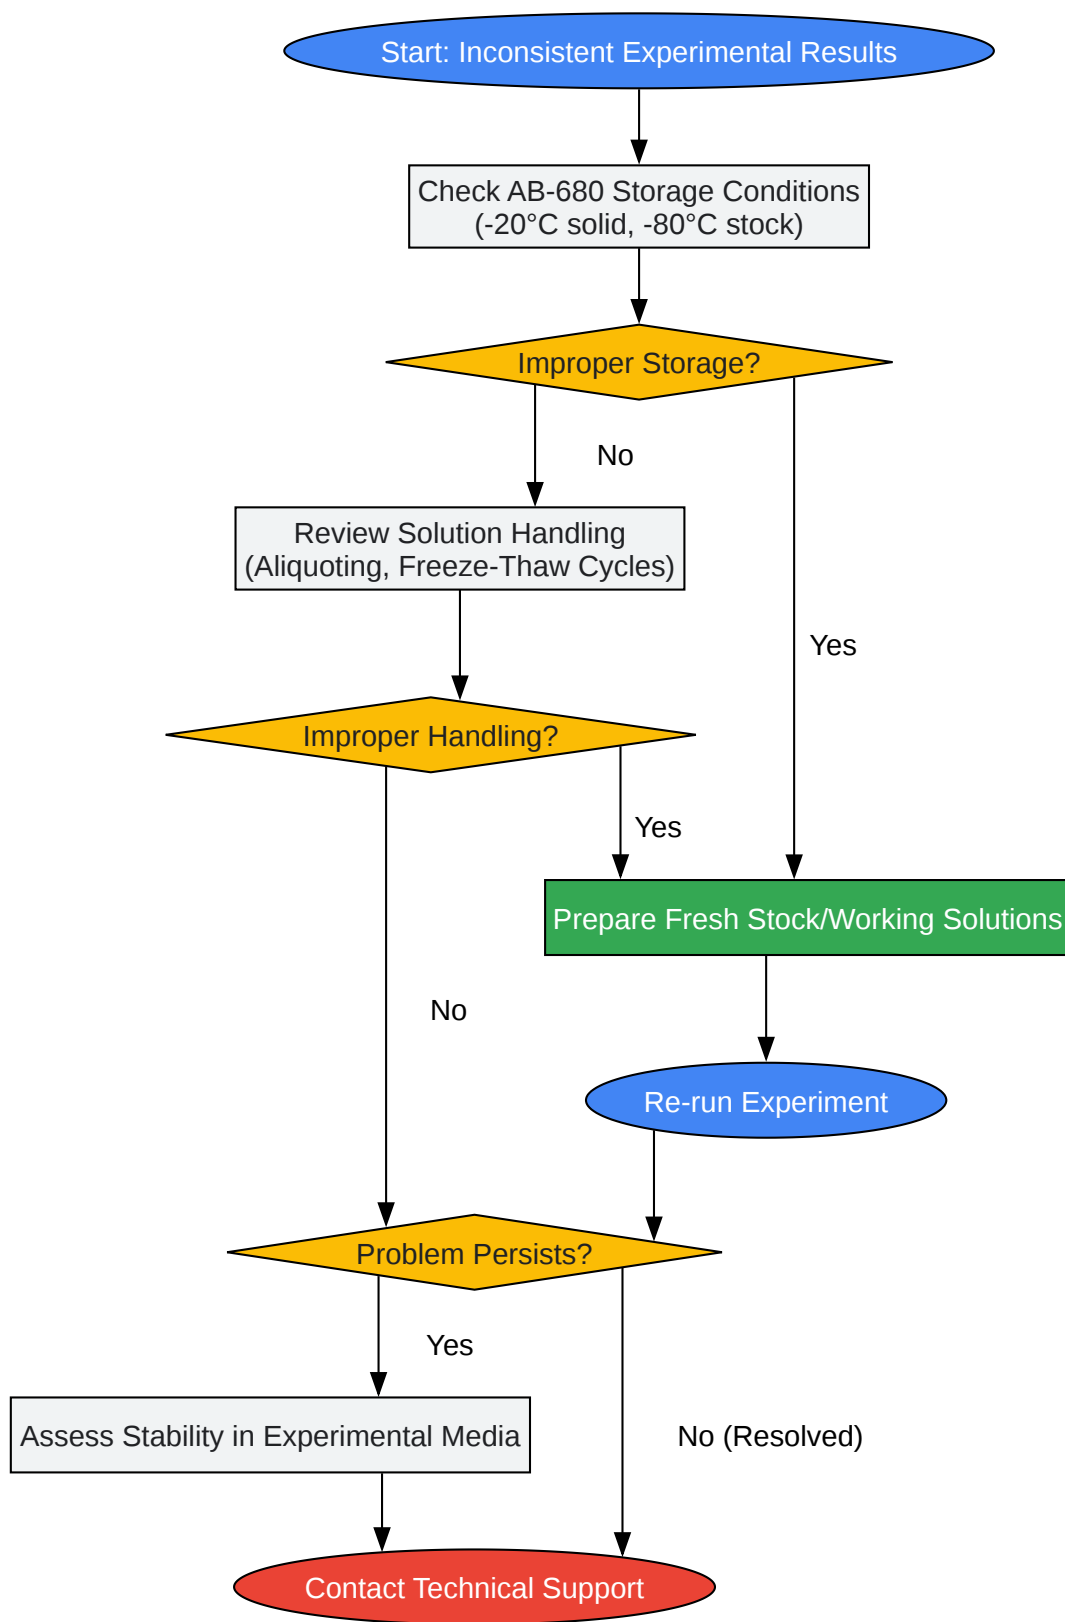 Start: Inconsistent Experimental Results
Check AB-680 Storage Conditions
(-20°C solid, -80°C stock)
Improper Storage?
No
Review Solution Handling
(Aliquoting, Freeze-Thaw Cycles)
Yes
Improper Handling?
Yes
Prepare Fresh Stock/Working Solutions
No
Re-run Experiment
Problem Persists?
Yes
Assess Stability in Experimental Media
No (Resolved)
Contact Technical Support